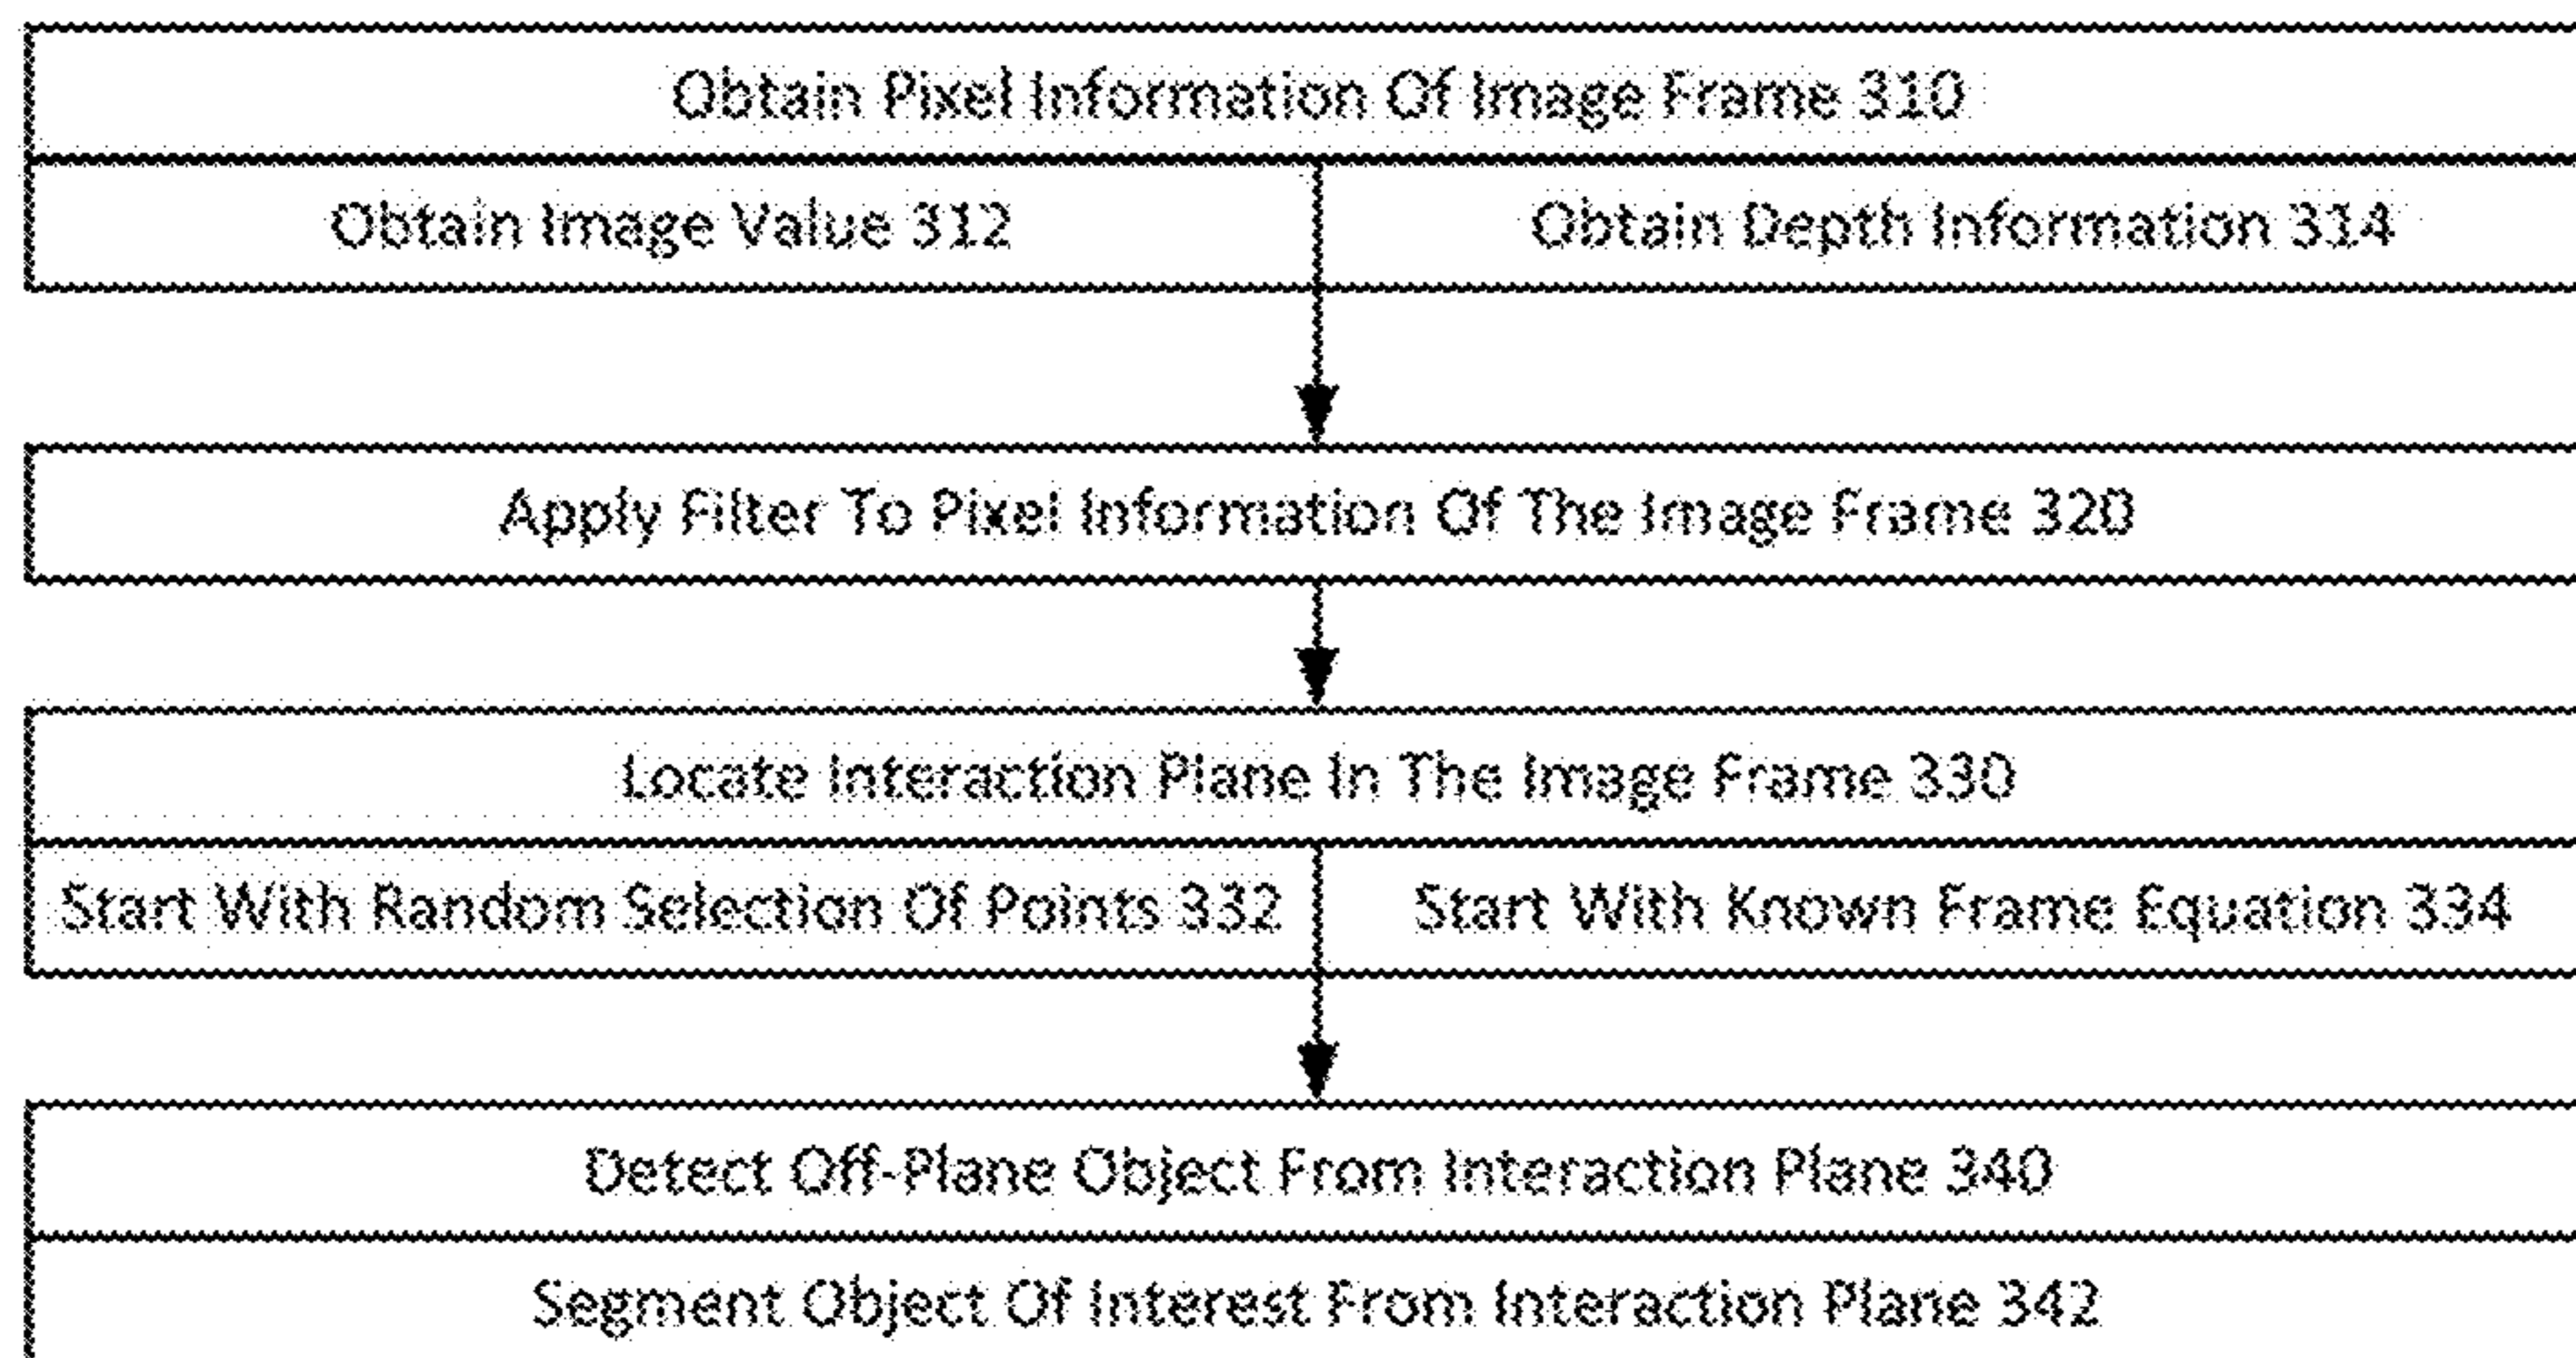 Obtain Pixel Information Of Image Frame 310
Obtain Image Value 312
Obtain Depth Information 314
Apply Filter To Pixel Information Of The Image Frame 320
Locate Interaction Plane In The Image Frame 330
Start With Random Selection Of Points 332
Start With Known Frame Equation 334
Detect Off-Plane Object From Interaction Plane 340
Segment Object Of Interest From Interaction Plane 342